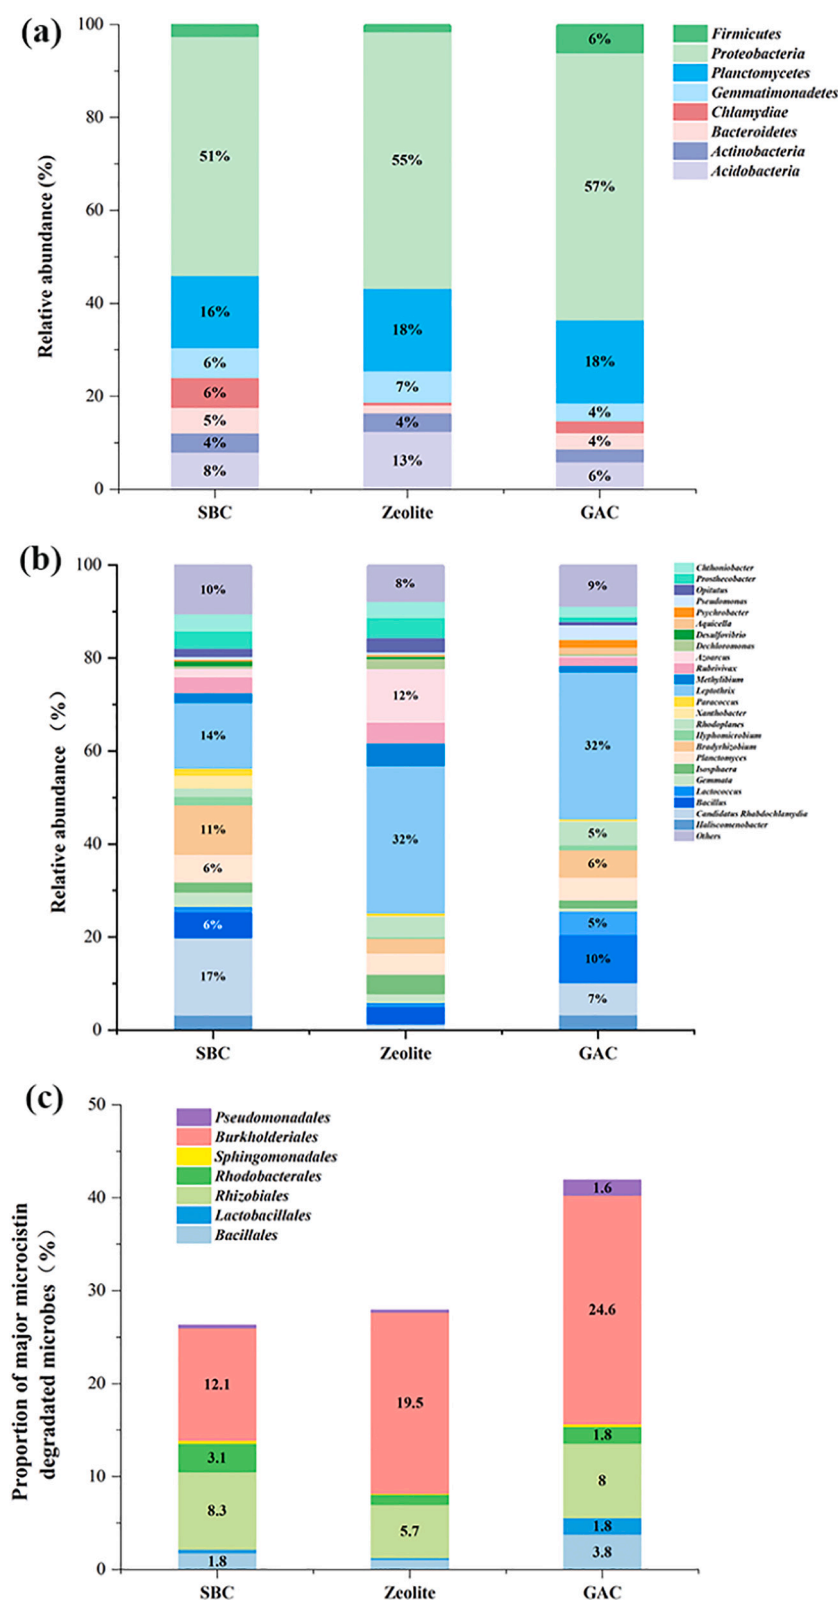 (a)
100
80
60
40
20
0
Relative abundance (%)
51%
16%
6%
6%
5%
4%
8%
55%
18%
7%
4%
13%
6%
57%
18%
4%
4%
6%
SBC
Zeolite
GAC
Firmicutes
Proteobacteria
Planctomycetes
Gemmatimonadetes
Chlamydiae
Bacteroidetes
Actinobacteria
Acidobacteria
(b)
100
80
60
40
20
0
Relative abundance (%)
10%
14%
11%
6%
6%
17%
8%
12%
32%
9%
32%
5%
6%
5%
10%
7%
SBC
Zeolite
GAC
Chthoniobacter
Prosthecobacter
Opitutus
Pseudomonas
Psychrobacter
Aquicella
Desulfovibrio
Dechloromonas
Azoarcus
Rubrivivax
Methylibium
Leptothrix
Paracoccus
Xanthobacter
Rhodoplanes
Hyphomicrobium
Bradyrhizobium
Planctomyces
Isosphaera
Gemmata
Lactococcus
Bacillus
Candidatus Rhabdochlamydia
Haliscomenobacter
Others
(c)
50
40
30
20
10
0
Proportion of major microcistin
degraded microbes (%)
Pseudomonadales
Burkholderiales
Sphingomonadales
Rhodobacterales
Rhizobiales
Lactobacillales
Bacillales
12.1
3.1
8.3
1.8
19.5
5.7
1.6
24.6
1.8
8
1.8
3.8
SBC
Zeolite
GAC